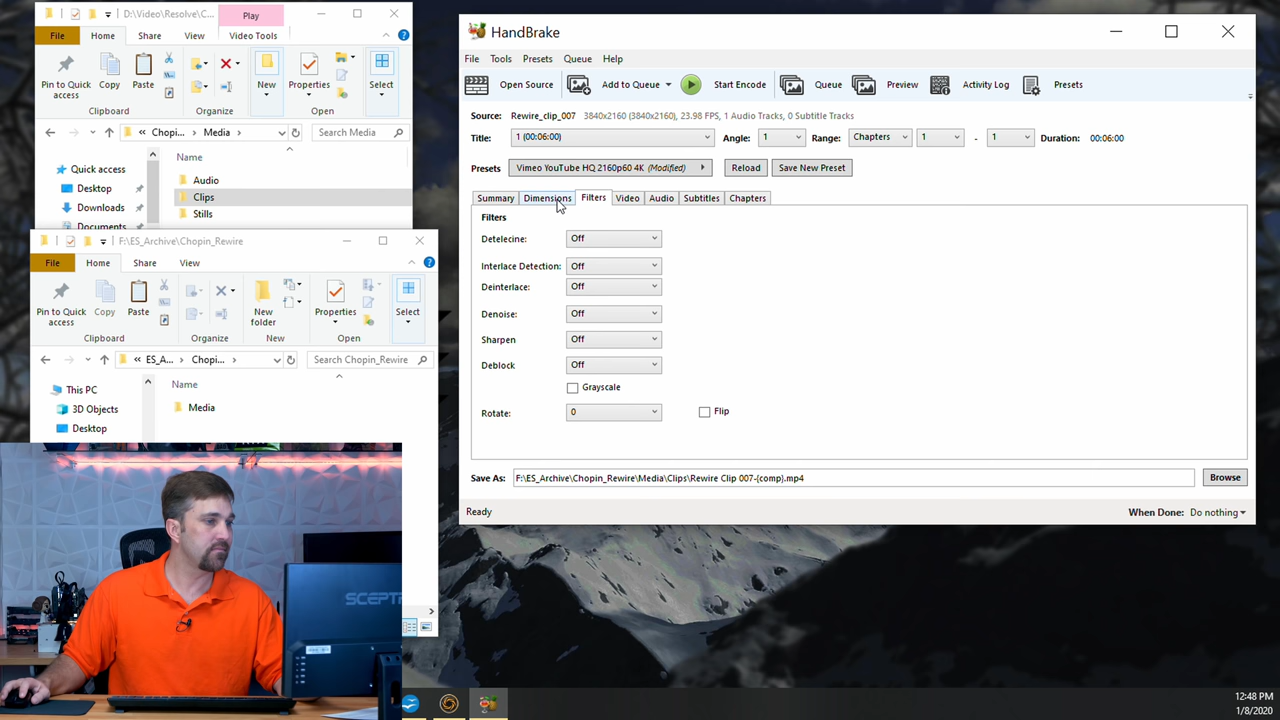 D:\Video\Resolve\C...
Play
File
Home
Share
View
Video Tools
Pin to Quick access
Copy
Paste
New
Properties
Select
Clipboard
Organize
Open
Chopi...
Media
Search Media
Quick access
Desktop
Downloads
Documents
Name
Audio
Clips
Stills
F:\ES_Archive\Chopin_Rewire
File
Home
Share
View
Pin to Quick access
Copy
Paste
New folder
Properties
Select
Clipboard
Organize
New
Open
ES_A...
Chopi...
Search Chopin_Rewire
This PC
3D Objects
Desktop
Name
Media
HandBrake
File Tools Presets Queue Help
Open Source
Add to Queue
Start Encode
Queue
Preview
Activity Log
Presets
Source: Rewire_clip_007 3840x2160 (3840x2160), 23.98 FPS, 1 Audio Tracks, 0 Subtitle Tracks
Title: 1 (00:06:00) Angle: 1 Range: Chapters 1 - 1 Duration: 00:06:00
Presets Vimeo YouTube HQ 2160p60 4K (Modified) Reload Save New Preset
Summary Dimensions Filters Video Audio Subtitles Chapters
Filters
Detelecine: Off
Interlace Detection: Off
Deinterlace: Off
Denoise: Off
Sharpen Off
Deblock Off
Grayscale
Rotate: 0 Flip
Save As: F:\ES_Archive\Chopin_Rewire\Media\Clips\Rewire Clip 007-{comp}.mp4 Browse
Ready When Done: Do nothing
SCEPT
12:48 PM
1/8/2020